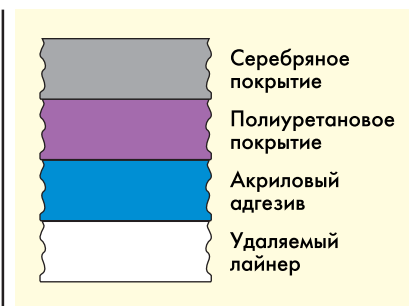 Серебряное
покрытие
Полиуретановое
покрытие
Акриловый
адгезив
Удаляемый
лайнер